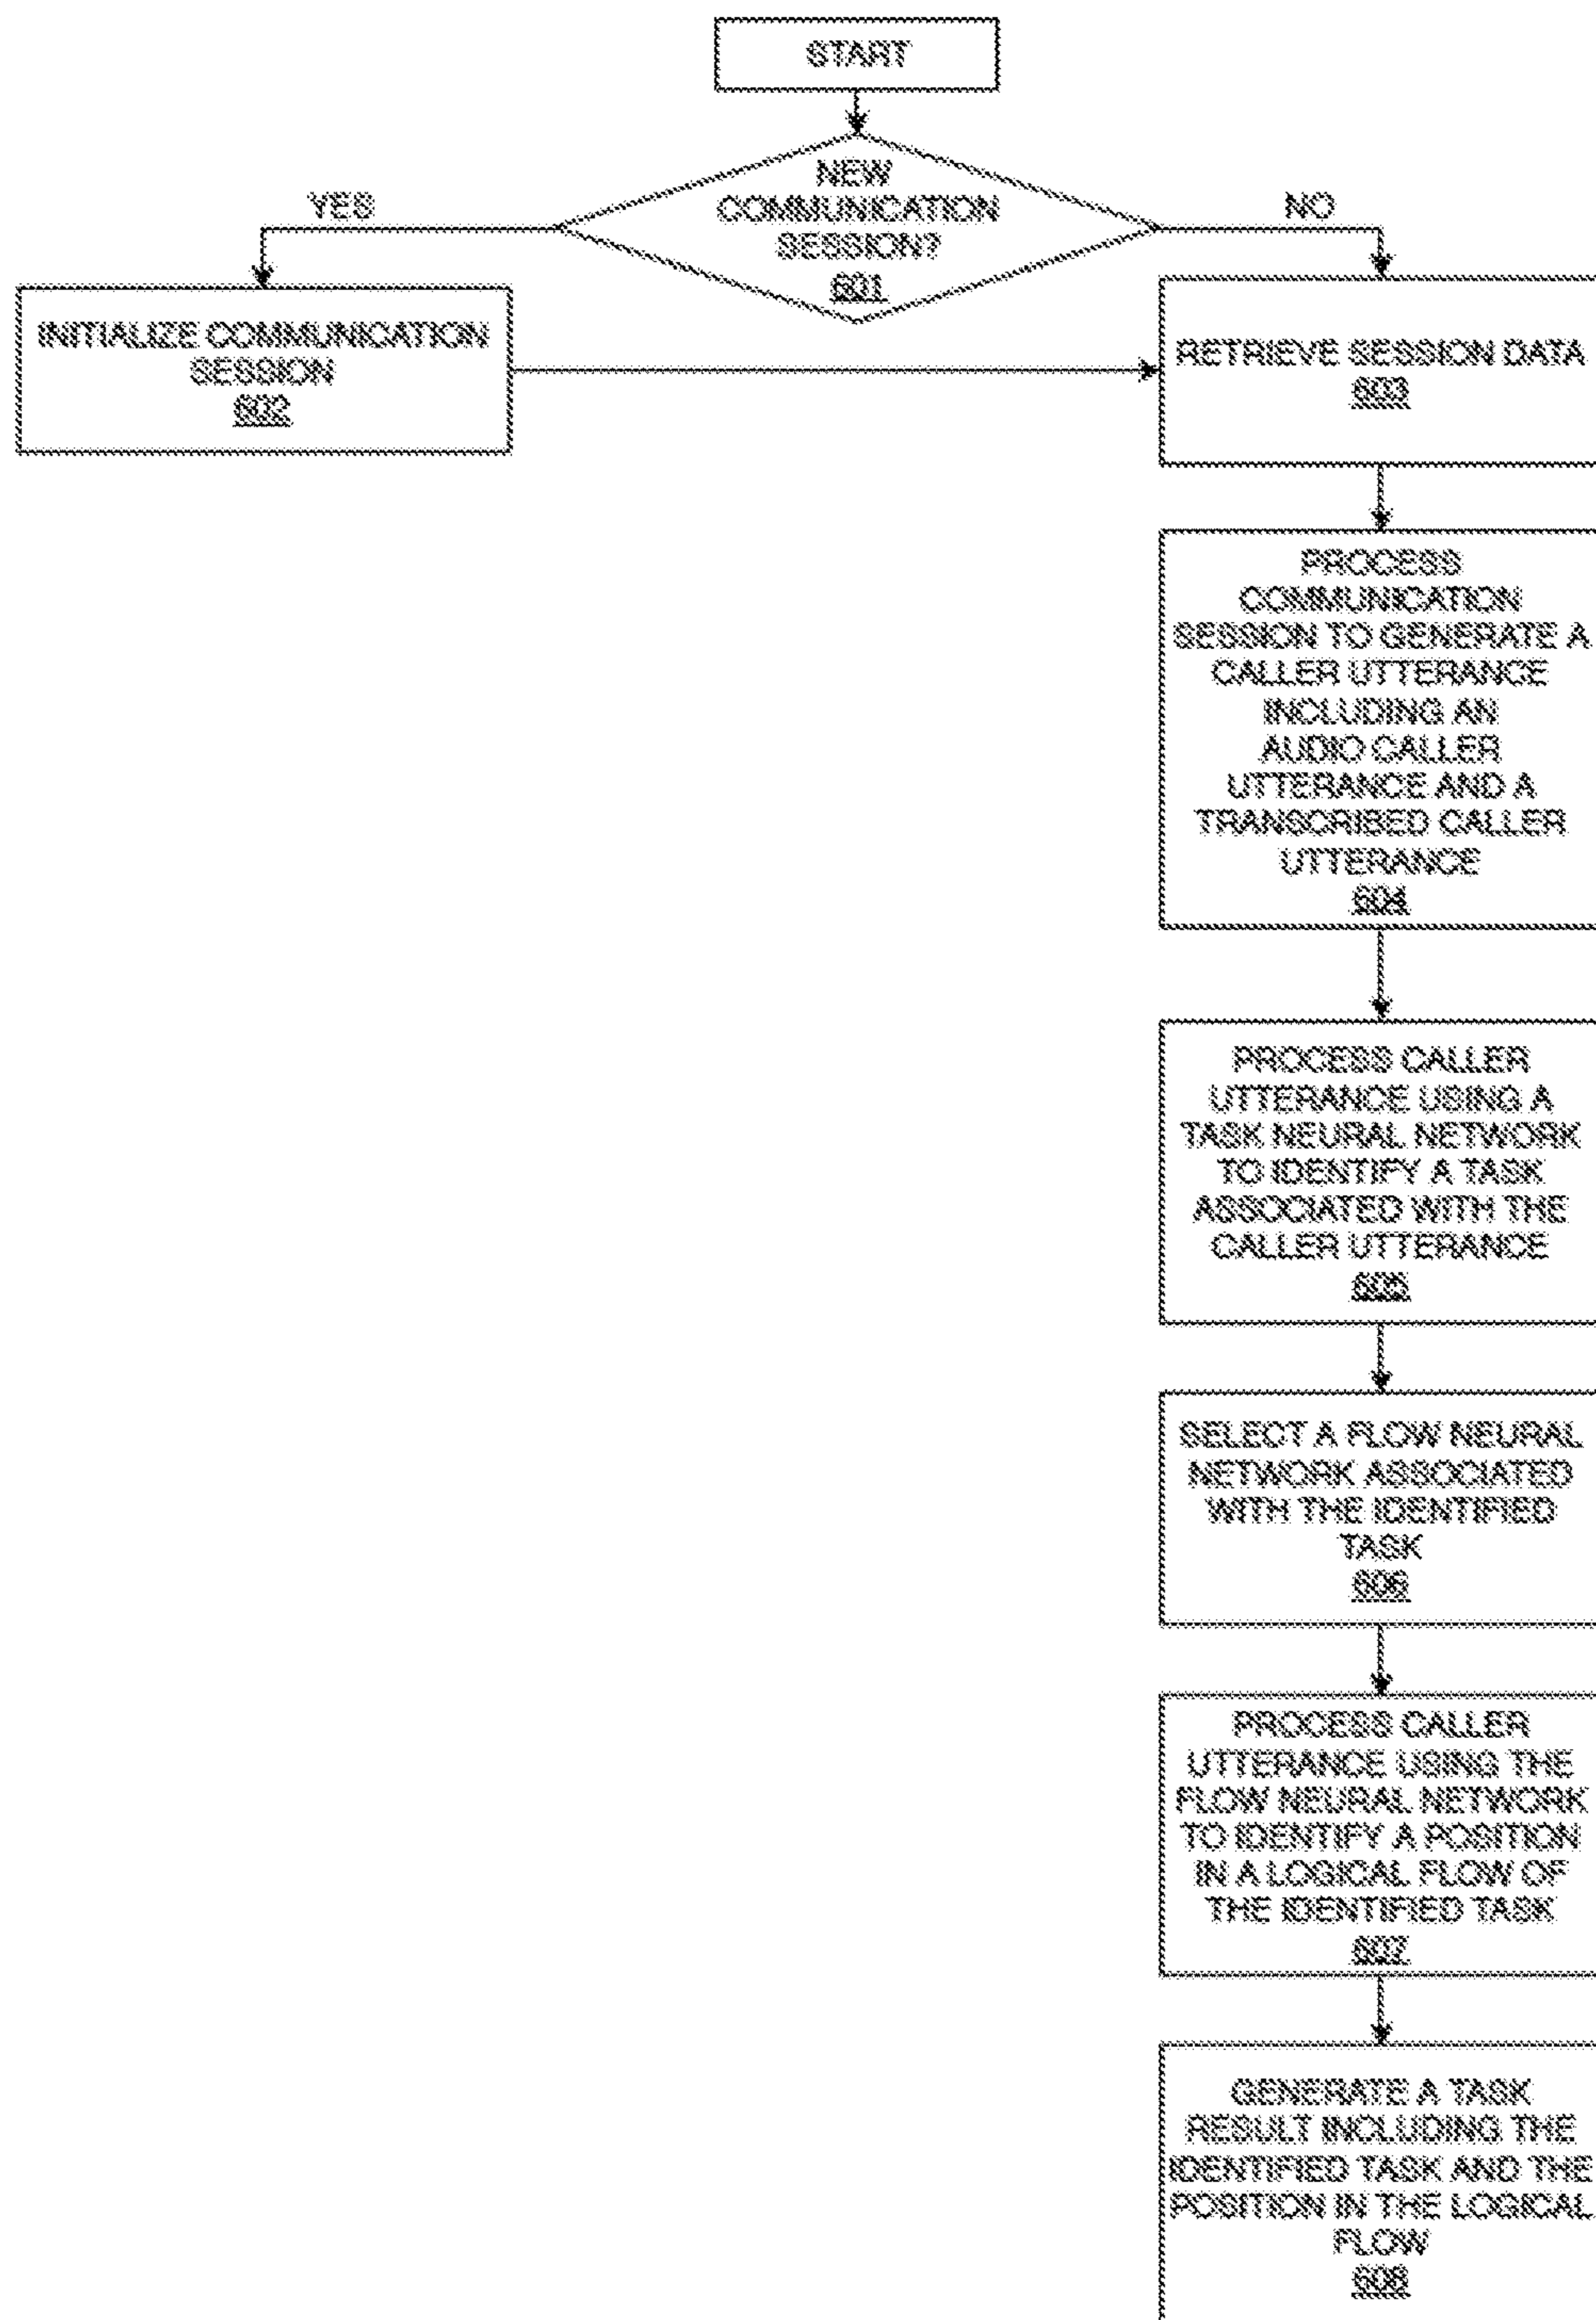 START
NEW
COMMUNICATION
SESSION?
601
YES
NO
INITIALIZE COMMUNICATION
SESSION
602
RETRIEVE SESSION DATA
603
PROCESS
COMMUNICATION
SESSION TO GENERATE A
CALLER UTTERANCE
INCLUDING AN
AUDIO CALLER
UTTERANCE AND A
TRANSCRIBED CALLER
UTTERANCE
604
PROCESS CALLER
UTTERANCE USING A
TASK NEURAL NETWORK
TO IDENTIFY A TASK
ASSOCIATED WITH THE
CALLER UTTERANCE
605
SELECT A FLOW NEURAL
NETWORK ASSOCIATED
WITH THE IDENTIFIED
TASK
606
PROCESS CALLER
UTTERANCE USING THE
FLOW NEURAL NETWORK
TO IDENTIFY A POSITION
IN A LOGICAL FLOW OF
THE IDENTIFIED TASK
607
GENERATE A TASK
RESULT INCLUDING THE
IDENTIFIED TASK AND THE
POSITION IN THE LOGICAL
FLOW
608